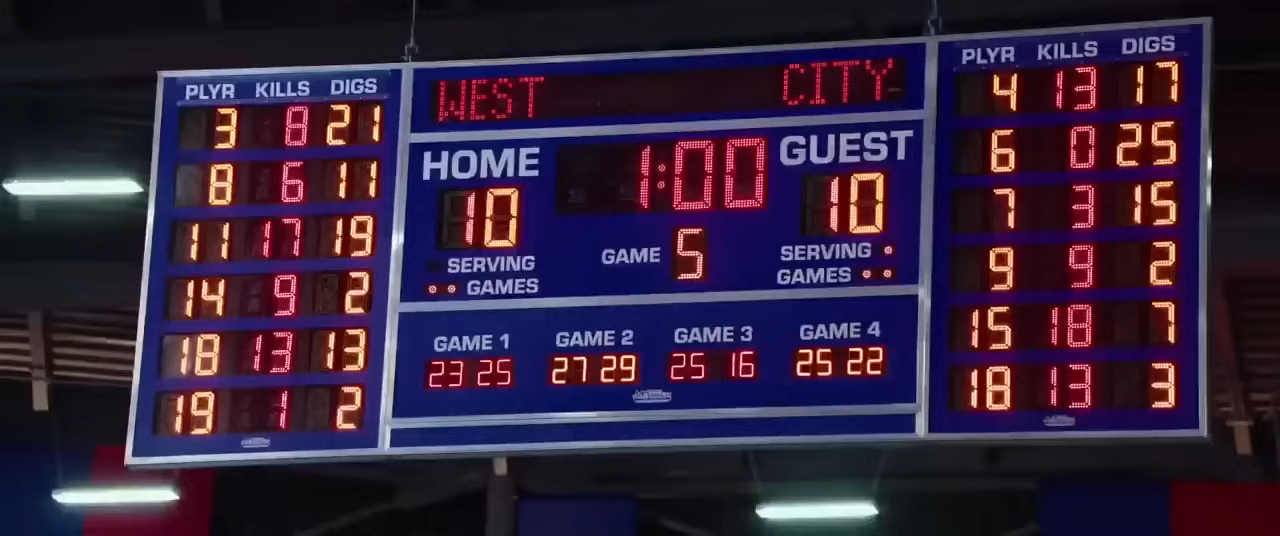 PLYR KILLS DIGS
3 8 21
8 6 11
11 17 19
14 9 2
18 13 13
19 1 2
WEST CITY
HOME 1:00 GUEST
10 10
GAME 5
SERVING SERVING
GAMES GAMES
GAME 1 GAME 2 GAME 3 GAME 4
23 25 27 29 25 16 25 22
PLYR KILLS DIGS
4 13 17
6 0 25
7 3 15
9 9 2
15 18 7
18 13 3